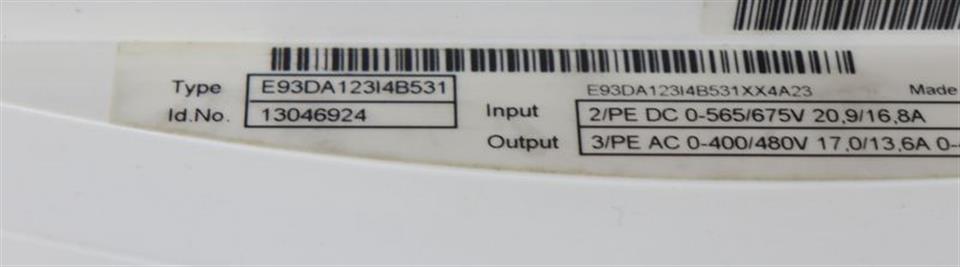 Type E93DA123I4B531
E93DA123I4B531XX4A23 Made
Id.No. 13046924
Input 2/PE DC 0-565/675V 20,9/16,8A
Output 3/PE AC 0-400/480V 17,0/13,6A 0-